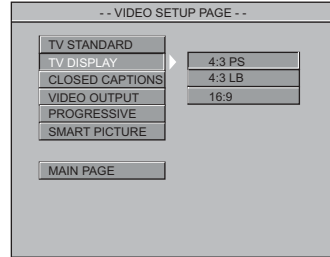 - - VIDEO SETUP PAGE - -
TV STANDARD
TV DISPLAY
4:3 PS
CLOSED CAPTIONS
4:3 LB
VIDEO OUTPUT
16:9
PROGRESSIVE
SMART PICTURE
MAIN PAGE